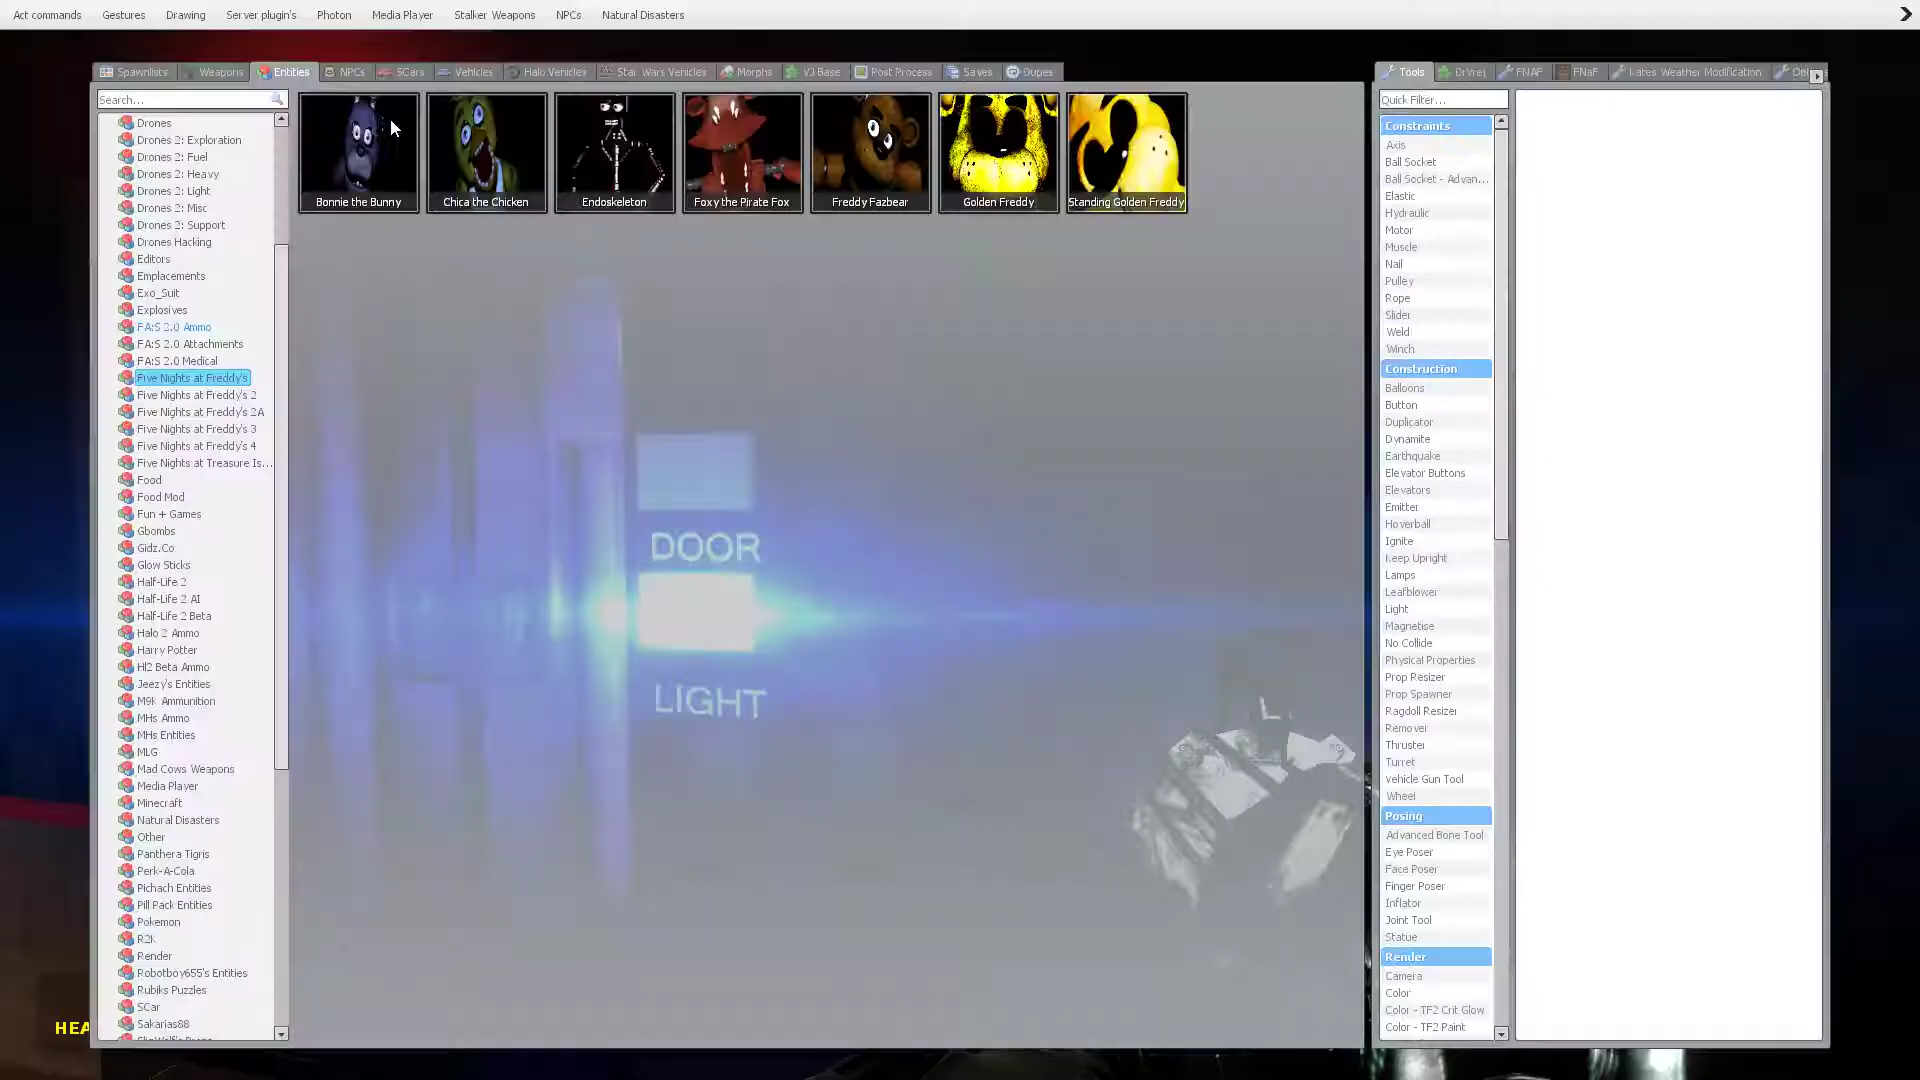 Act commands Gestures Drawing Server plugin's Photon Media Player Stalker Weapons NPCs Natural Disasters
Spawnlists Weapons Entities NPCs SCars Vehicles Halo Vehicles Star Wars Vehicles Morphs VJ Base Post Process Saves Dupes
Search...
Drones
Drones 2: Exploration
Drones 2: Fuel
Drones 2: Heavy
Drones 2: Light
Drones 2: Misc
Drones 2: Support
Drones Hacking
Editors
Emplacements
Exo_Suit
Explosives
FA:S 2.0 Ammo
FA:S 2.0 Attachments
FA:S 2.0 Medical
Five Nights at Freddy's
Five Nights at Freddy's 2
Five Nights at Freddy's 2A
Five Nights at Freddy's 3
Five Nights at Freddy's 4
Five Nights at Treasure Is...
Food
Food Mod
Fun + Games
Gbombs
Gidz.Co
Glow Sticks
Half-Life 2
Half-Life 2 AI
Half-Life 2 Beta
Halo 2 Ammo
Harry Potter
Hl2 Beta Ammo
Jeezy's Entities
M9K Ammunition
MHs Ammo
MHs Entities
MLG
Mad Cows Weapons
Media Player
Minecraft
Natural Disasters
Other
Panthera Tigris
Perk-A-Cola
Pichach Entities
Pill Pack Entities
Pokemon
R2K
Render
Robotboy655's Entities
Rubiks Puzzles
SCar
Sakarias88
Bonnie the Bunny
Chica the Chicken
Endoskeleton
Foxy the Pirate Fox
Freddy Fazbear
Golden Freddy
Standing Golden Freddy
DOOR
LIGHT
HEA
Tools DrVrej FNAF FNaF Kates Weather Modification
Quick Filter...
Constraints
Axis
Ball Socket
Ball Socket - Advan...
Elastic
Hydraulic
Motor
Muscle
Nail
Pulley
Rope
Slider
Weld
Winch
Construction
Balloons
Button
Duplicator
Dynamite
Earthquake
Elevator Buttons
Elevators
Emitter
Hoverball
Ignite
Keep Upright
Lamps
Leafblower
Light
Magnetise
No Collide
Physical Properties
Prop Resizer
Prop Spawner
Ragdoll Resizer
Remover
Thruster
Turret
Vehicle Gun Tool
Wheel
Posing
Advanced Bone Tool
Eye Poser
Face Poser
Finger Poser
Inflator
Joint Tool
Statue
Render
Camera
Color
Color - TF2 Crit Glow
Color - TF2 Paint